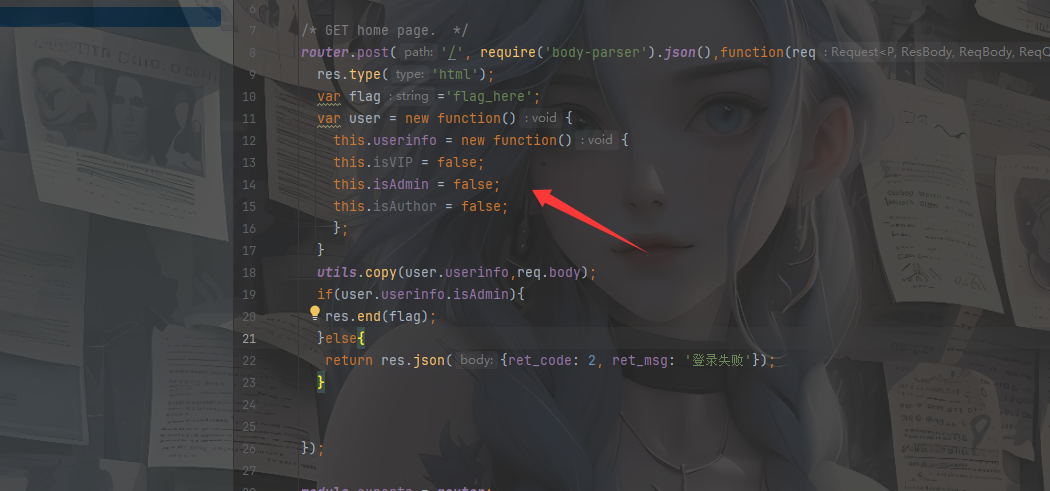 6
7 /* GET home page.  */
8 router.post( path: '/', require('body-parser').json(),function(req : Request<P, ResBody, ReqBody, ReqQ
9 res.type( type: 'html');
10 var flag : string ='flag_here';
11 var user = new function() : void {
12 this.userinfo = new function() : void {
13 this.isVIP = false;
14 this.isAdmin = false;
15 this.isAuthor = false;
16 };
17 }
18 utils.copy(user.userinfo,req.body);
19 if(user.userinfo.isAdmin){
20 res.end(flag);
21 }else{
22 return res.json( body: {ret_code: 2, ret_msg: '登录失败'});
23 }
24
25
26 });
27